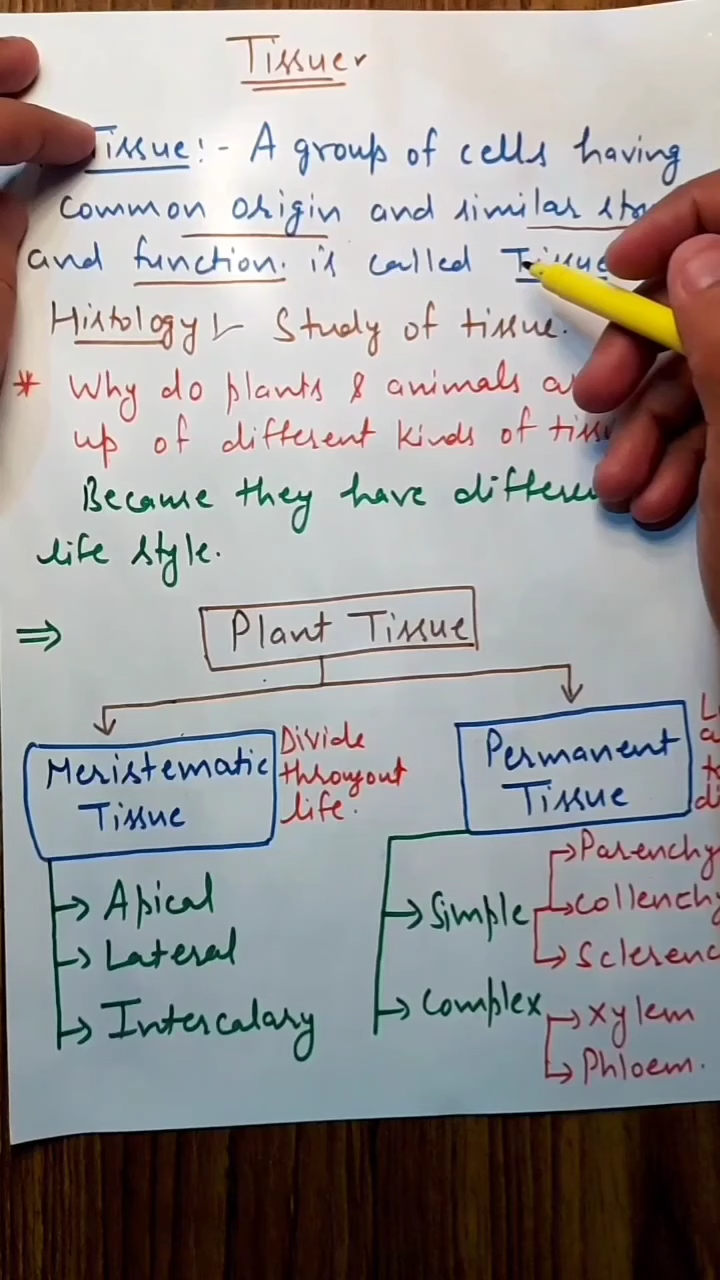 Tissue
Tissue:- A group of cells having
common origin and similar
and function. is called Tissue
Histology :- Study of tissue.
* Why do plants & animals
up of different kinds of
Because they have
life style.
⇒ Plant Tissue
Meristematic Tissue
Divide
throughout
life.
Permanent
Tissue
→ Apical
→ Lateral
→ Intercalary
→ Simple
→ Complex
→ Xylem
→ Phloem.